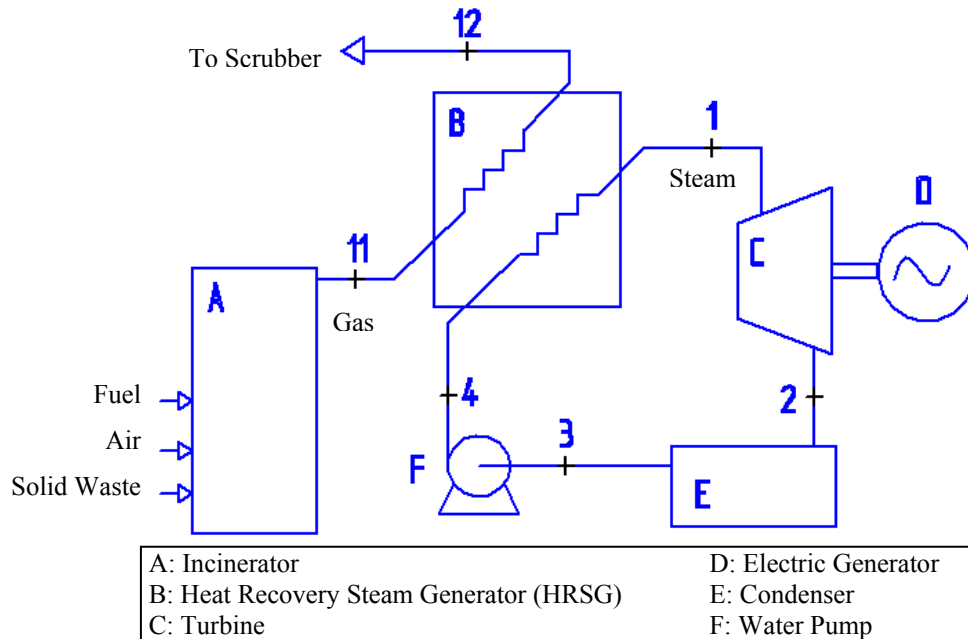 12
To Scrubber
B
1
Steam
D
11
C
A
Gas
Fuel
4
2
Air
3
F
Solid Waste
E
A: Incinerator
D: Electric Generator
B: Heat Recovery Steam Generator (HRSG)
E: Condenser
C: Turbine
F: Water Pump